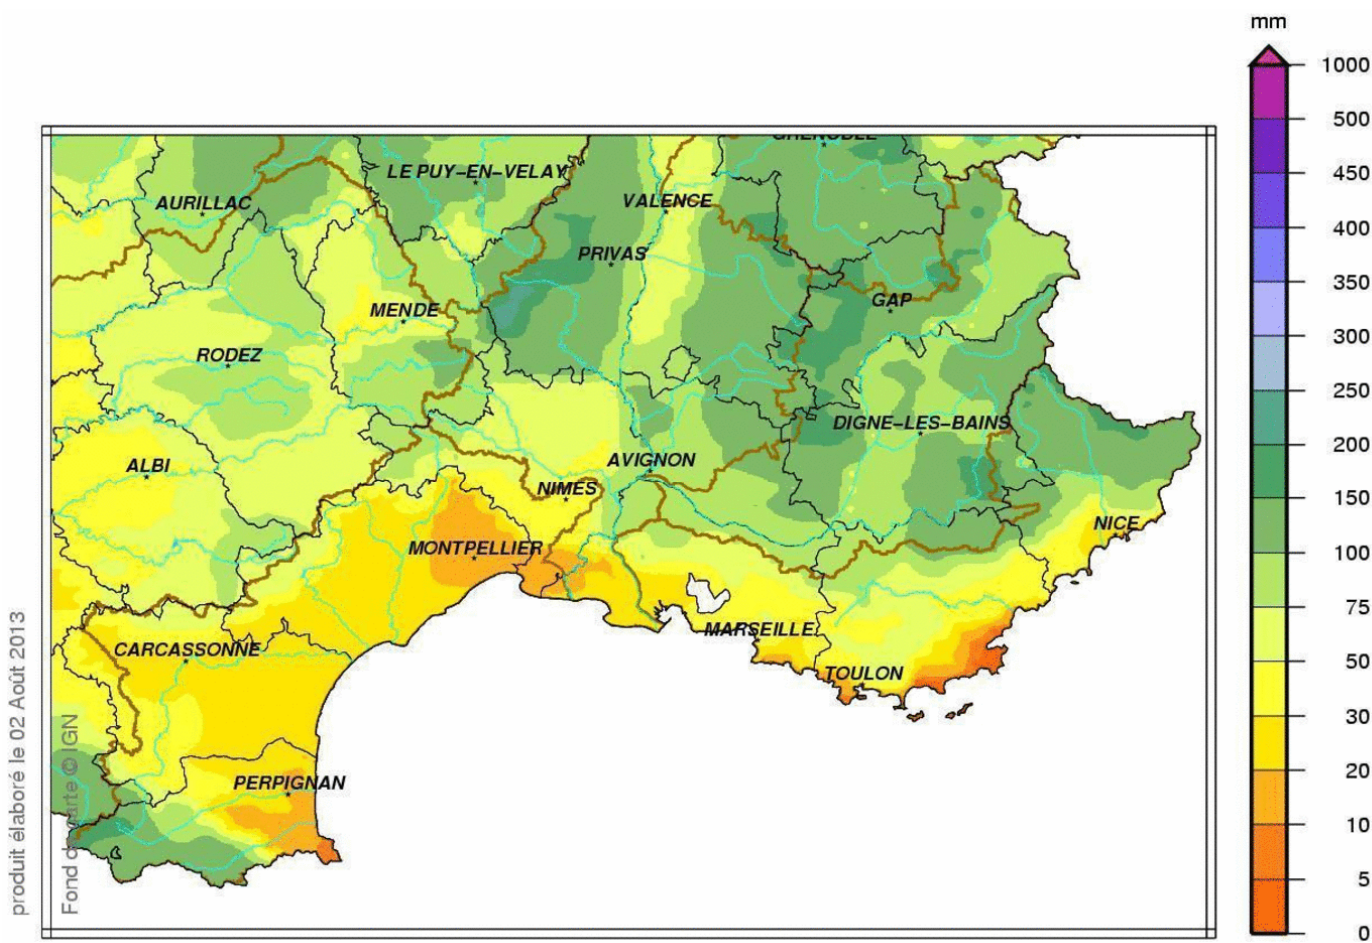 mm
1000
500
450
400
350
300
250
200
150
100
75
50
30
20
10
5
0
GRENOBLE
LE PUY-EN-VELAY
AURILLAC
VALENCE
PRIVAS
MENDE
GAP
RODEZ
DIGNE-LES-BAINS
ALBI
AVIGNON
NIMES
NICE
MONTPELLIER
MARSEILLE
CARCASSONNE
TOULON
PERPIGNAN
produit élaboré le 02 Août 2013
Fond de carte © IGN